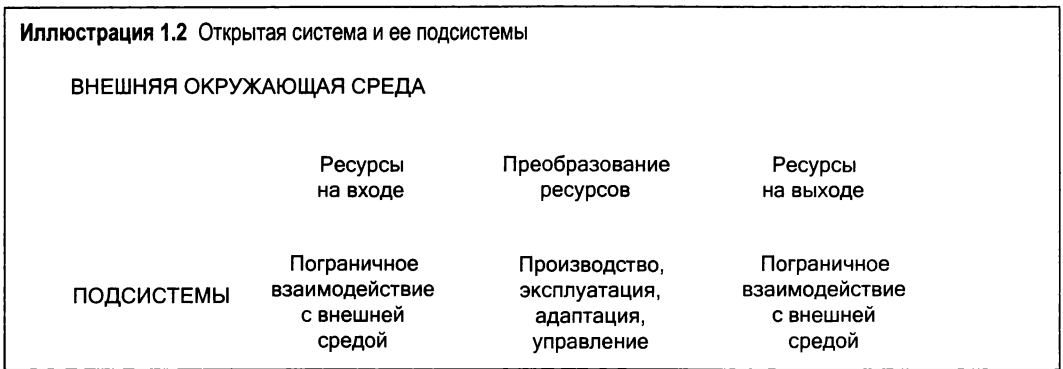 Иллюстрация 1.2 Открытая система и ее подсистемы
ВНЕШНЯЯ ОКРУЖАЮЩАЯ СРЕДА
Ресурсы
на входе
Преобразование
ресурсов
Ресурсы
на выходе
ПОДСИСТЕМЫ
Пограничное
взаимодействие
с внешней
средой
Производство,
эксплуатация,
адаптация,
управление
Пограничное
взаимодействие
с внешней
средой